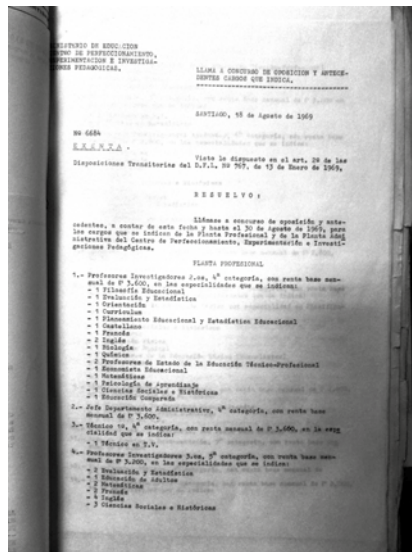 MINISTERIO DE EDUCACION
CENTRO DE PERFECCIONAMIENTO,
EXPERIMENTACION E INVESTIGA-
CIONES PEDAGOGICAS.
LLAMA A CONCURSO DE OPOSICION Y ANTECE-
DENTES CARGOS QUE INDICA.
SANTIAGO, 18 de Agosto de 1969
Nº 6684
E X E N T A .
Visto lo dispuesto en el art. 2º de las
Disposiciones Transitorias del D.F.L. Nº 767, de 13 de Enero de 1969,
R E S U E L V O :
Llámase a concurso de oposición y ante-
cedentes, a contar de esta fecha y hasta el 30 de Agosto de 1969, para
los cargos que se indican de la Planta Profesional y de la Planta Admi
nistrativa del Centro de Perfeccionamiento, Experimentación e Investi-
gaciones Pedagógicas.
PLANTA PROFESIONAL
1.- Profesores Investigadores J.os, 4ª categoría, con renta base men-
sual de Eº 3.600, en las especialidades que se indican:
- 1 Filosofía Educacional
- 1 Evaluación y Estadística
- 1 Orientación
- 1 Curriculum
- 1 Planeamiento Educacional y Estadística Educacional
- 1 Castellano
- 1 Francés
- 2 Inglés
- 1 Biología
- 1 Química
- 2 Profesores de Estado de la Educación Técnico-Profesional
- 1 Economista Educacional
- 1 Matemáticas
- 1 Psicología de Aprendizaje
- 1 Ciencias Sociales e Históricas
- 1 Educación Comparada
2.- Jefe Departamento Administrativo, 4ª categoría, con renta base
mensual de Eº 3.600.
3.- Técnico 1º, 4ª categoría, con renta mensual de Eº 3.600, en la espe
cialidad que se indica:
- 1 Técnico en T.V.
4.- Profesores Investigadores 3.os, 5ª categoría, con renta base men-
sual de Eº 3.200, en las especialidades que se indican:
- 2 Evaluación y Estadística
- 1 Educación de Adultos
- 2 Matemáticas
- 2 Francés
- 4 Inglés
- 3 Ciencias Sociales e Históricas